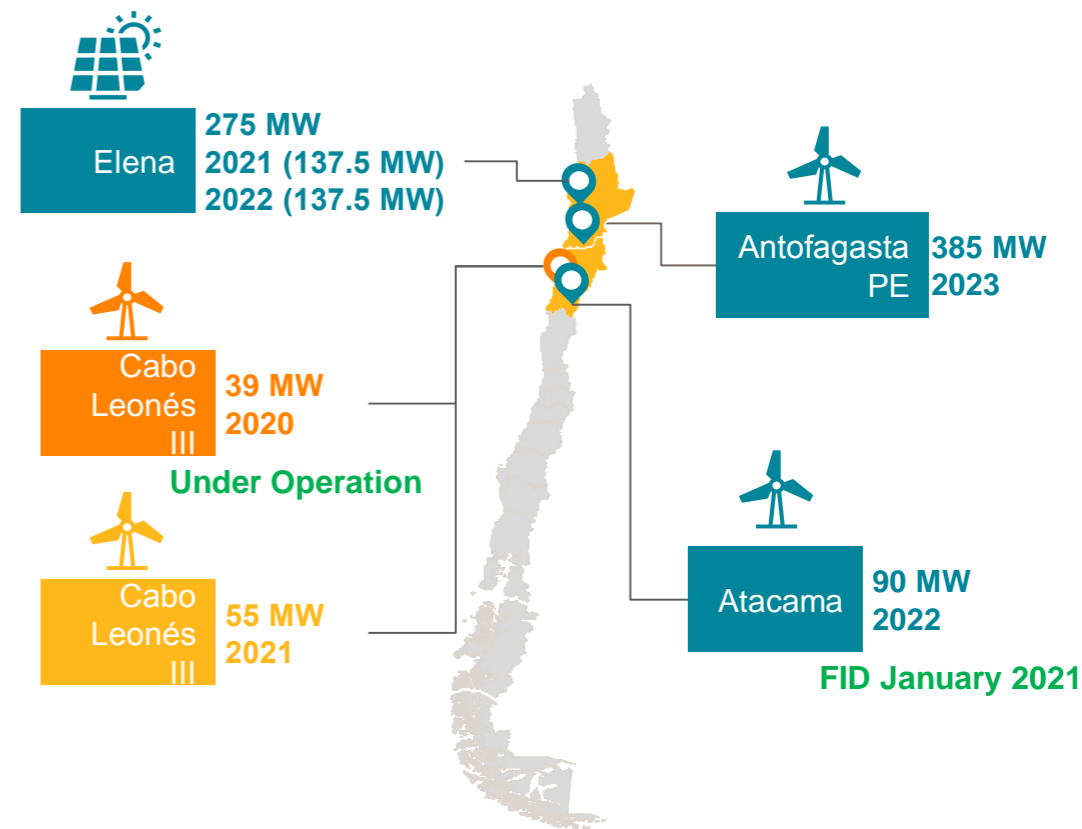 Elena
275 MW
2021 (137.5 MW)
2022 (137.5 MW)
Antofagasta
PE
385 MW
2023
Cabo
Leonés
III
39 MW
2020
Under Operation
Cabo
Leonés
III
55 MW
2021
Atacama
90 MW
2022
FID January 2021